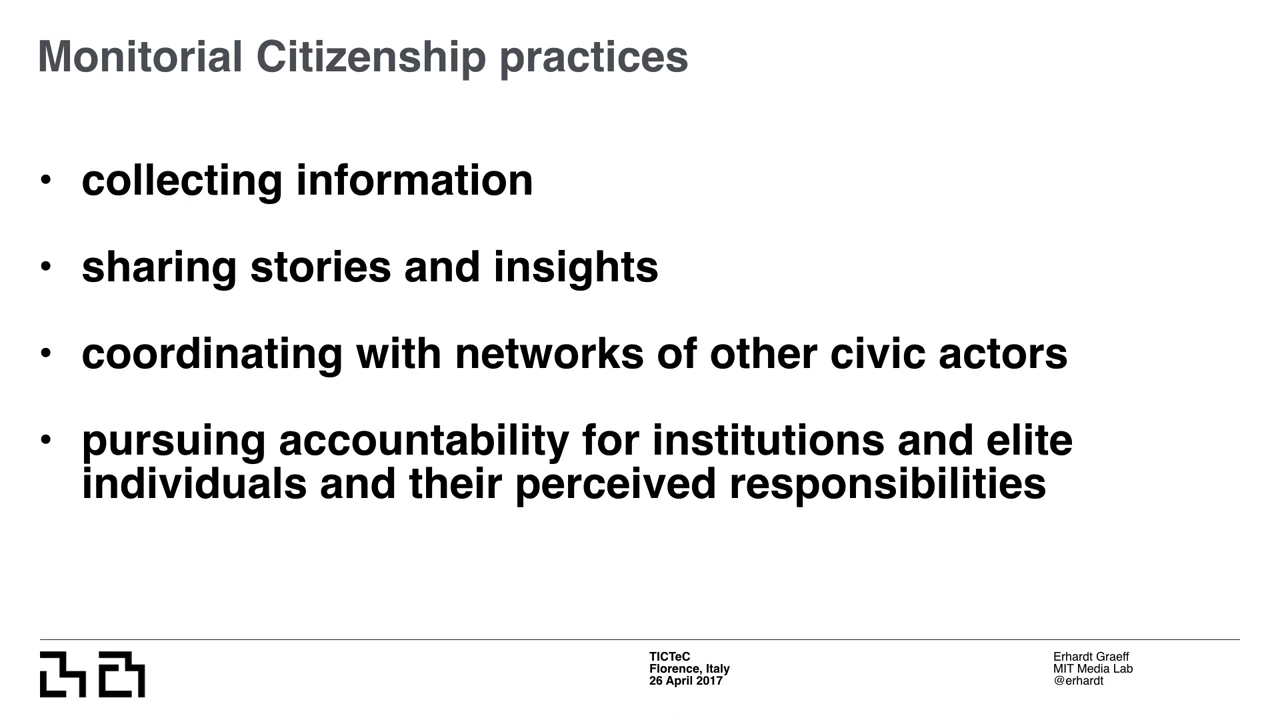 Monitorial Citizenship practices
• collecting information
• sharing stories and insights
• coordinating with networks of other civic actors
• pursuing accountability for institutions and elite
individuals and their perceived responsibilities
TICTeC
Florence, Italy
26 April 2017
Erhardt Graeff
MIT Media Lab
@erhardt